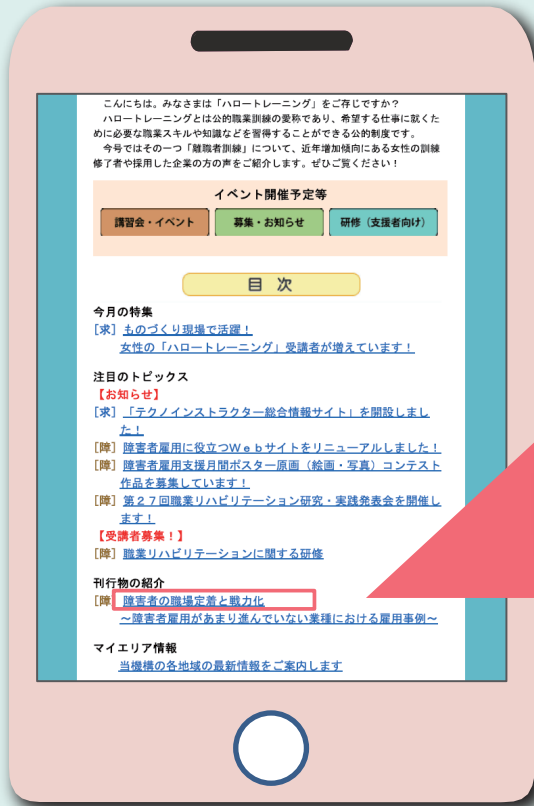 こんにちは。みなさまは「ハロートレーニング」をご存じですか?
ハロートレーニングとは公的職業訓練の愛称であり、希望する仕事に就くた
めに必要な職業スキルや知識などを習得することができる公的制度です。
今号ではその一つ「離職者訓練」について、近年増加傾向にある女性の訓練
修了者や採用した企業の方の声をご紹介します。ぜひご覧ください!
イベント開催予定等
講習会・イベント 募集・お知らせ 研修(支援者向け)
目 次
今月の特集
[求] ものづくり現場で活躍!
女性の「ハロートレーニング」受講者が増えています!
注目のトピックス
【お知らせ】
[求] 「テクノインストラクター総合情報サイト」を開設しまし
た!
[障] 障害者雇用に役立つWebサイトをリニューアルしました!
[障] 障害者雇用支援月間ポスター原画(絵画・写真)コンテスト
作品を募集しています!
[障] 第27回職業リハビリテーション研究・実践発表会を開催し
ます!
【受講者募集!】
[障] 職業リハビリテーションに関する研修
刊行物の紹介
[障 障害者の職場定着と戦力化
~障害者雇用があまり進んでいない業種における雇用事例~
マイエリア情報
当機構の各地域の最新情報をご案内します